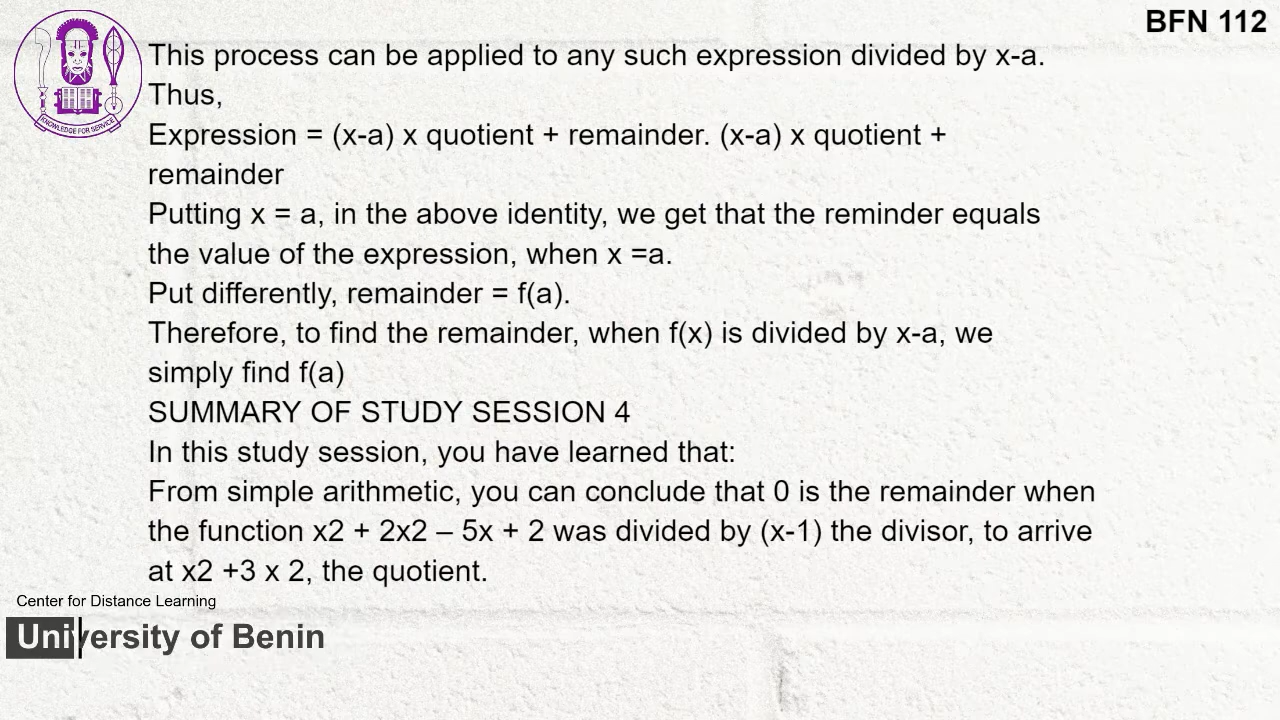 BFN 112
This process can be applied to any such expression divided by x-a.
Thus,
Expression = (x-a) x quotient + remainder. (x-a) x quotient +
remainder
Putting x = a, in the above identity, we get that the reminder equals
the value of the expression, when x =a.
Put differently, remainder = f(a).
Therefore, to find the remainder, when f(x) is divided by x-a, we
simply find f(a)
SUMMARY OF STUDY SESSION 4
In this study session, you have learned that:
From simple arithmetic, you can conclude that 0 is the remainder when
the function x2 + 2x2 – 5x + 2 was divided by (x-1) the divisor, to arrive
at x2 +3 x 2, the quotient.
KNOWLEDGE FOR SERVICE
Center for Distance Learning
University of Benin